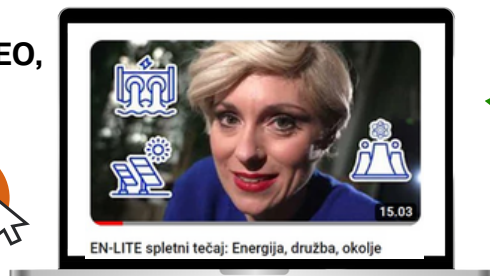 EO,
15.03
EN-LITE spletni tečaj: Energija, družba, okolje